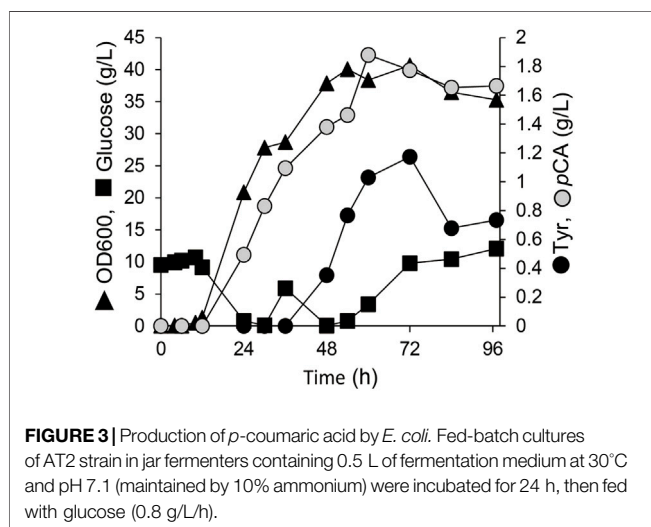 OD600, Glucose (g/L)
45
40
35
30
25
20
15
10
5
0
2
1.8
1.6
1.4
1.2
1
0.8
0.6
0.4
0.2
0
Tyr, pCA (g/L)
0 24 48 72 96
Time (h)
FIGURE 3 | Production of p-coumaric acid by E. coli. Fed-batch cultures
of AT2 strain in jar fermenters containing 0.5 L of fermentation medium at 30°C
and pH 7.1 (maintained by 10% ammonium) were incubated for 24 h, then fed
with glucose (0.8 g/L/h).